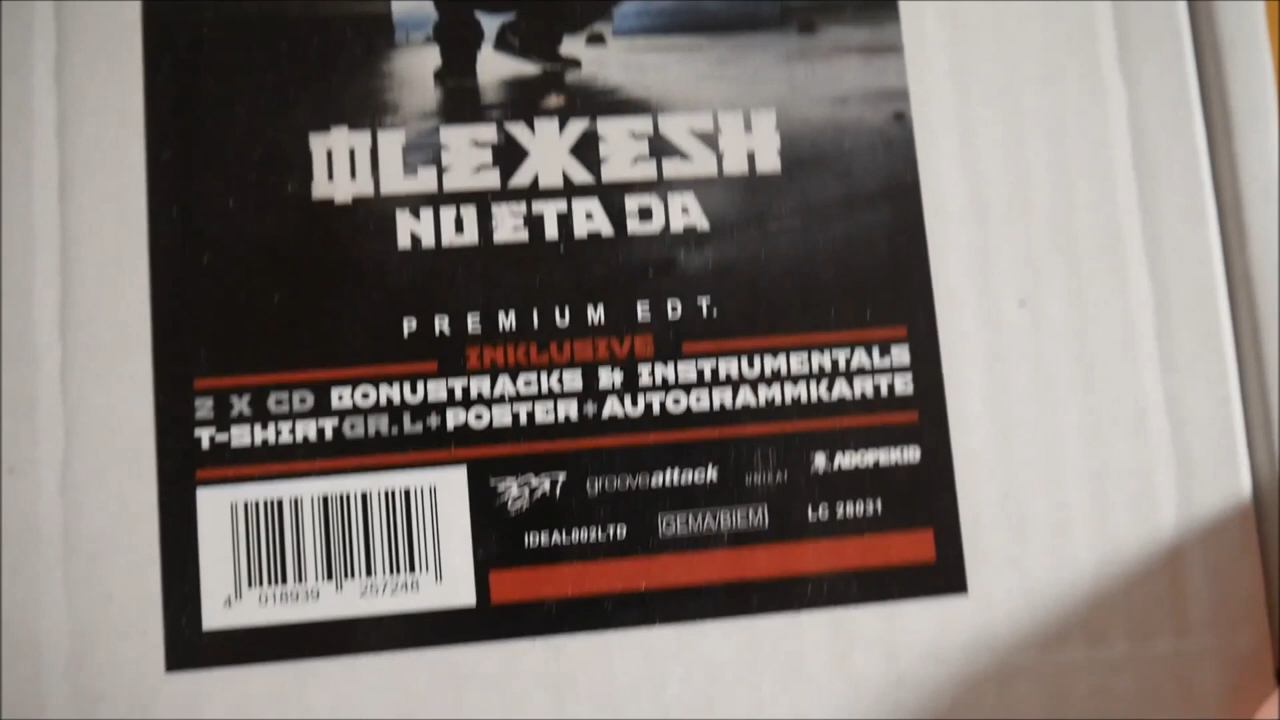 OLEXESH
NU ETA DA
PREMIUM EDT.
INKLUSIVE
2 X CD BONUSTRACKS & INSTRUMENTALS
T-SHIRT GR. L + POSTER + AUTOGRAMMKARTE
grooveattack
ADOPEKID
IDEAL002LTD
GEMA/BIEM
LC 28031
4 018939 257248